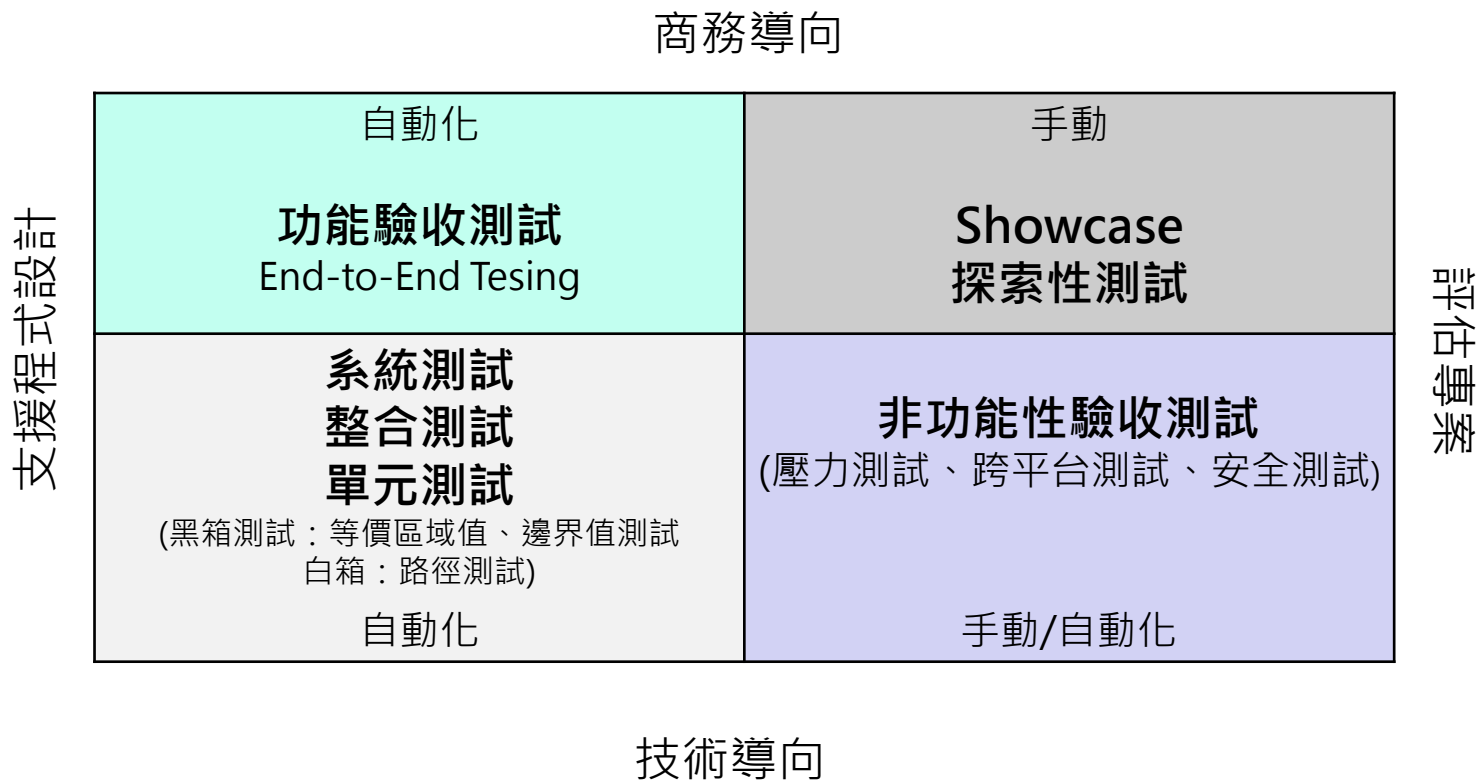 商務導向
支援程式設計
自動化
功能驗收測試
End-to-End Tesing
手動
Showcase
探索性測試
系統測試
整合測試
單元測試
(黑箱測試：等價區域值、邊界值測試
白箱：路徑測試)
自動化
非功能性驗收測試
(壓力測試、跨平台測試、安全測試)
手動/自動化
評估專案
技術導向